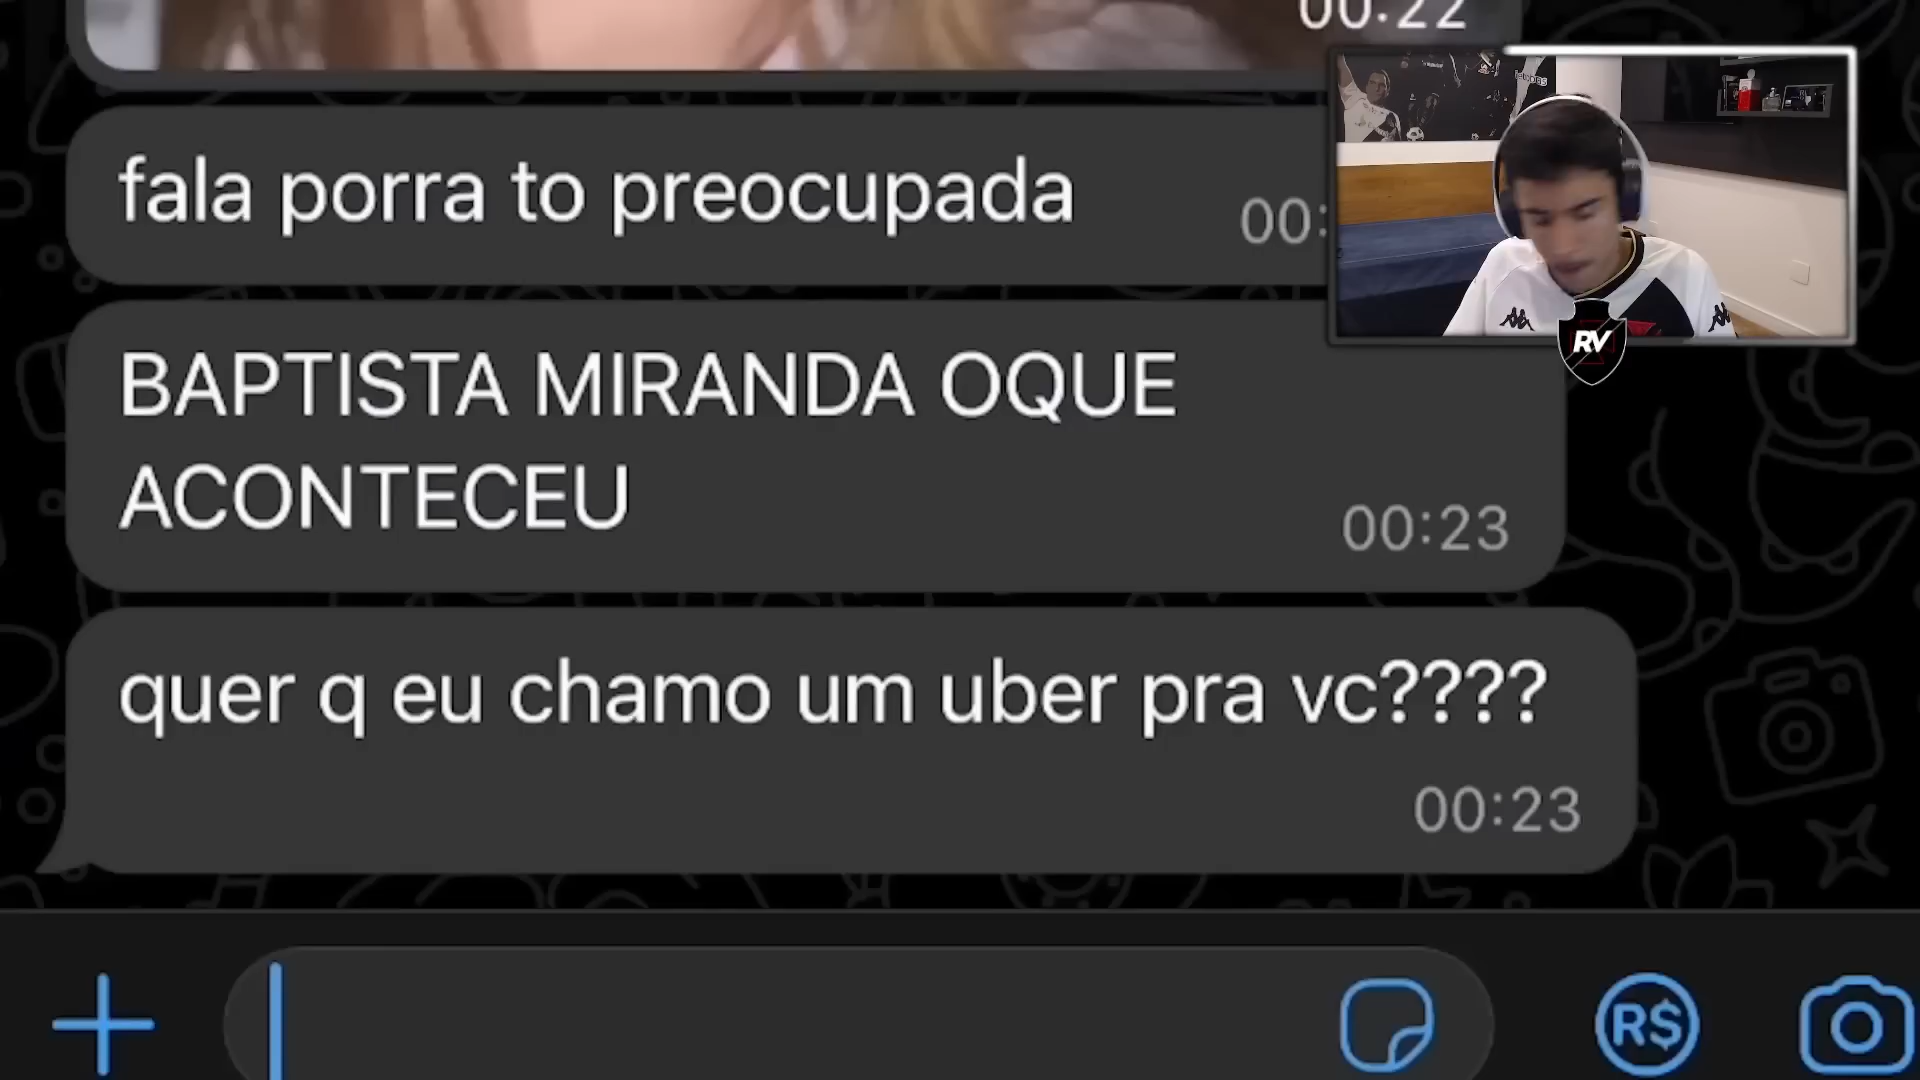 00:22
fala porra to preocupada
00:
BAPTISTA MIRANDA OQUE
ACONTECEU
00:23
quer q eu chamo um uber pra vc????
00:23
RV
R$